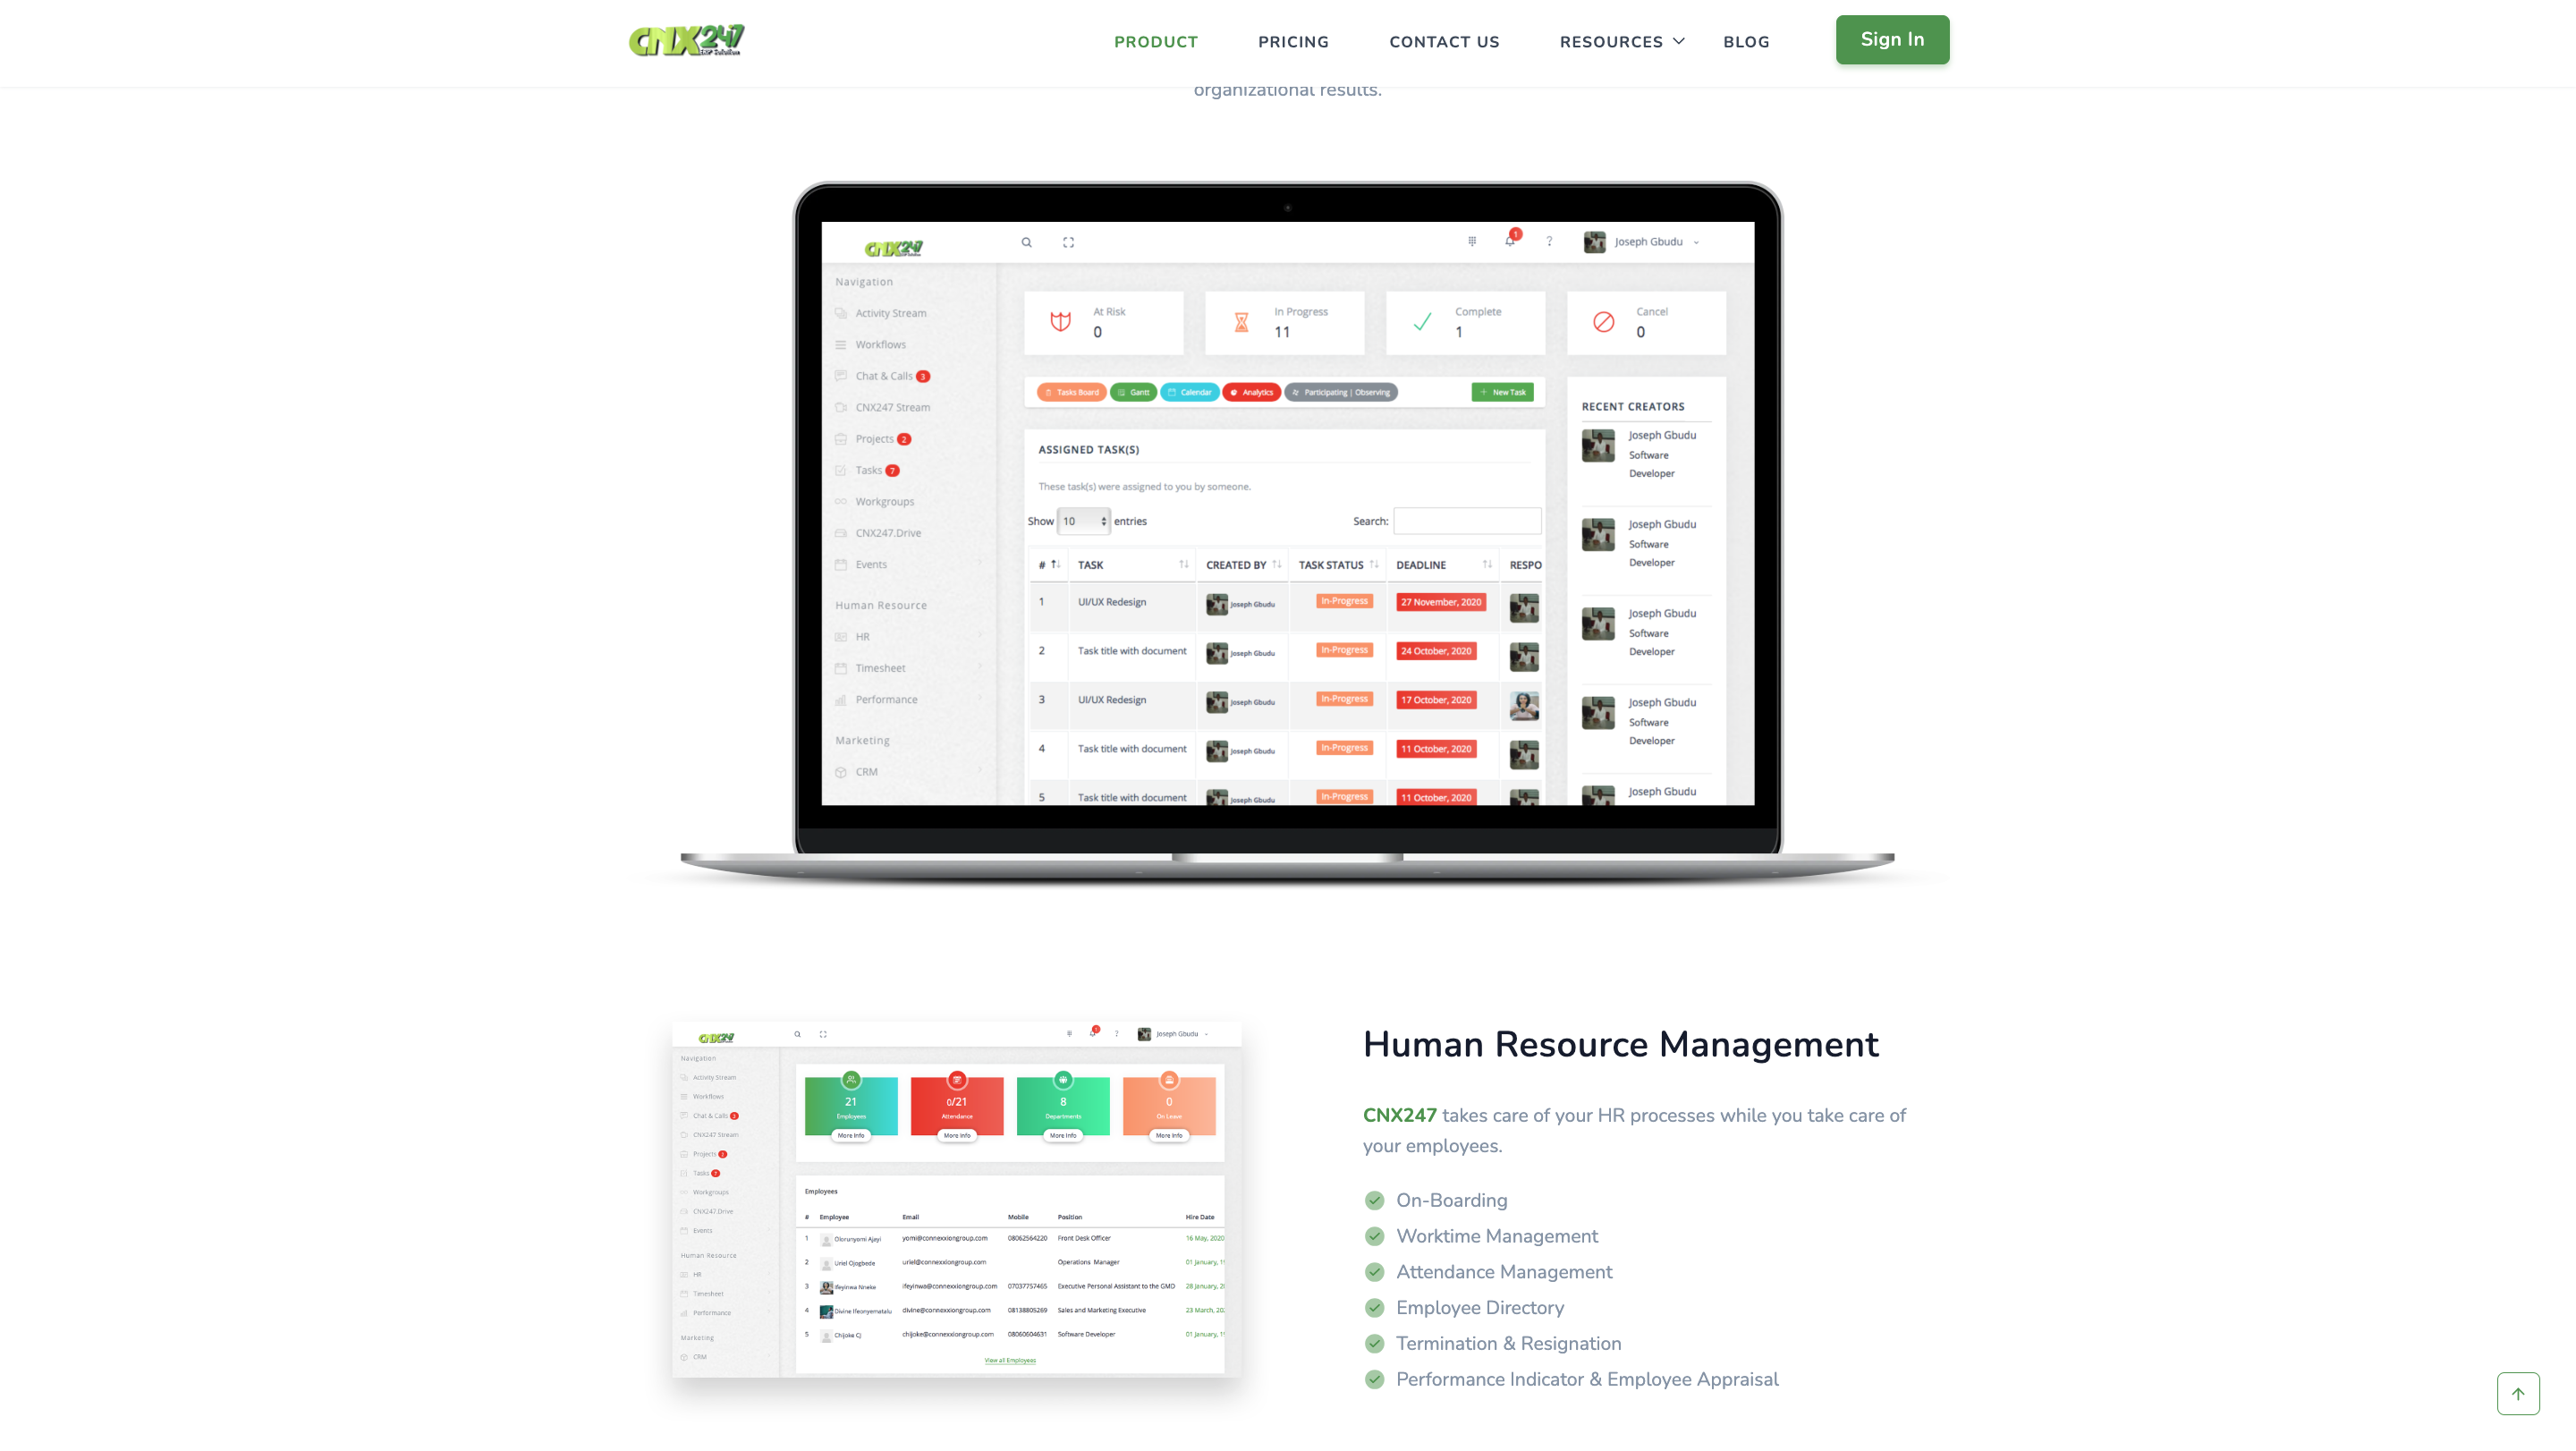 CNX247
ERP Solution
PRODUCT
PRICING
CONTACT US
RESOURCES
BLOG
Sign In
organizational results.
CNX247
1
?
Joseph Gbudu
Navigation
Activity Stream
Workflows
Chat & Calls 3
CNX247 Stream
Projects 2
Tasks 7
Workgroups
CNX247.Drive
Events
Human Resource
HR
Timesheet
Performance
Marketing
CRM
At Risk
0
In Progress
11
Complete
1
Cancel
0
Tasks Board
Gantt
Calendar
Analytics
Participating | Observing
+ New Task
ASSIGNED TASK(S)
These task(s) were assigned to you by someone.
Show 10 entries
Search:
# TASK CREATED BY TASK STATUS DEADLINE RESPO
1 UI/UX Redesign Joseph Gbudu In-Progress 27 November, 2020
2 Task title with document Joseph Gbudu In-Progress 24 October, 2020
3 UI/UX Redesign Joseph Gbudu In-Progress 17 October, 2020
4 Task title with document Joseph Gbudu In-Progress 11 October, 2020
5 Task title with document Joseph Gbudu In-Progress 11 October, 2020
RECENT CREATORS
Joseph Gbudu
Software
Developer
Joseph Gbudu
Software
Developer
Joseph Gbudu
Software
Developer
Joseph Gbudu
Software
Developer
Joseph Gbudu
CNX247
?
Joseph Gbudu
Navigation
Activity Stream
Workflows
Chat & Calls 3
CNX247 Stream
Projects 2
Tasks 7
Workgroups
CNX247.Drive
Events
Human Resource
HR
Timesheet
Performance
Marketing
CRM
21
Employees
More Info
0/21
Attendance
More Info
8
Departments
More Info
0
On Leave
More Info
Employees
# Employee Email Mobile Position Hire Date
1 Olorunyomi Ajayi yomi@connexxiongroup.com 08062564220 Front Desk Officer 16 May, 2020
2 Uriel Ojogbede uriel@connexxiongroup.com Operations Manager 01 January, 1
3 Ifeyinwa Nneke ifeyinwa@connexxiongroup.com 07037757465 Executive Personal Assistant to the GMD 28 January, 2
4 Divine Ifeonyematalu divine@connexxiongroup.com 08138805269 Sales and Marketing Executive 23 March, 20
5 Chijoke CJ chijoke@connexxiongroup.com 08060604631 Software Developer 01 January, 1
View all Employees
Human Resource Management
CNX247 takes care of your HR processes while you take care of
your employees.
On-Boarding
Worktime Management
Attendance Management
Employee Directory
Termination & Resignation
Performance Indicator & Employee Appraisal